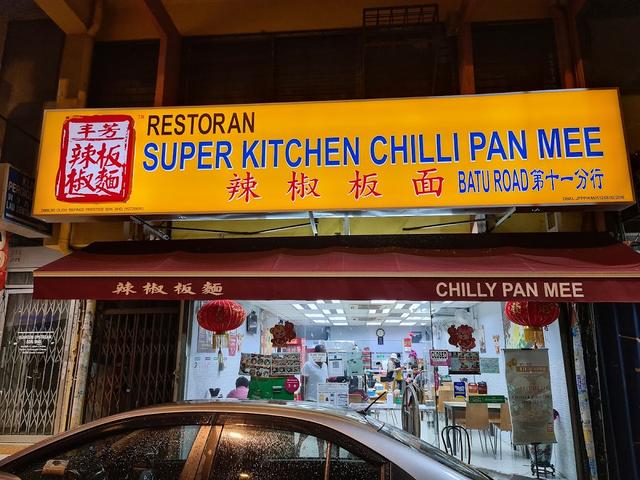 丰芳
辣板
椒麵
RESTORAN
SUPER KITCHEN CHILLI PAN MEE
辣椒板面 BATU ROAD 第十一分行
辣椒板麵
CHILLY PAN MEE
CLOSED